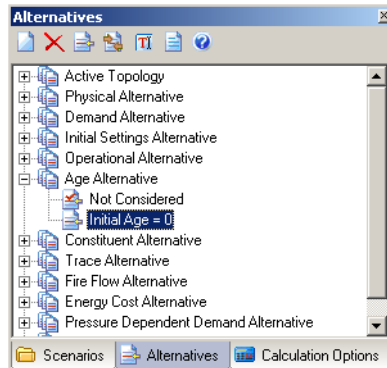 Alternatives
Active Topology
Physical Alternative
Demand Alternative
Initial Settings Alternative
Operational Alternative
Age Alternative
Not Considered
Initial Age = 0
Constituent Alternative
Trace Alternative
Fire Flow Alternative
Energy Cost Alternative
Pressure Dependent Demand Alternative
Scenarios Alternatives Calculation Options